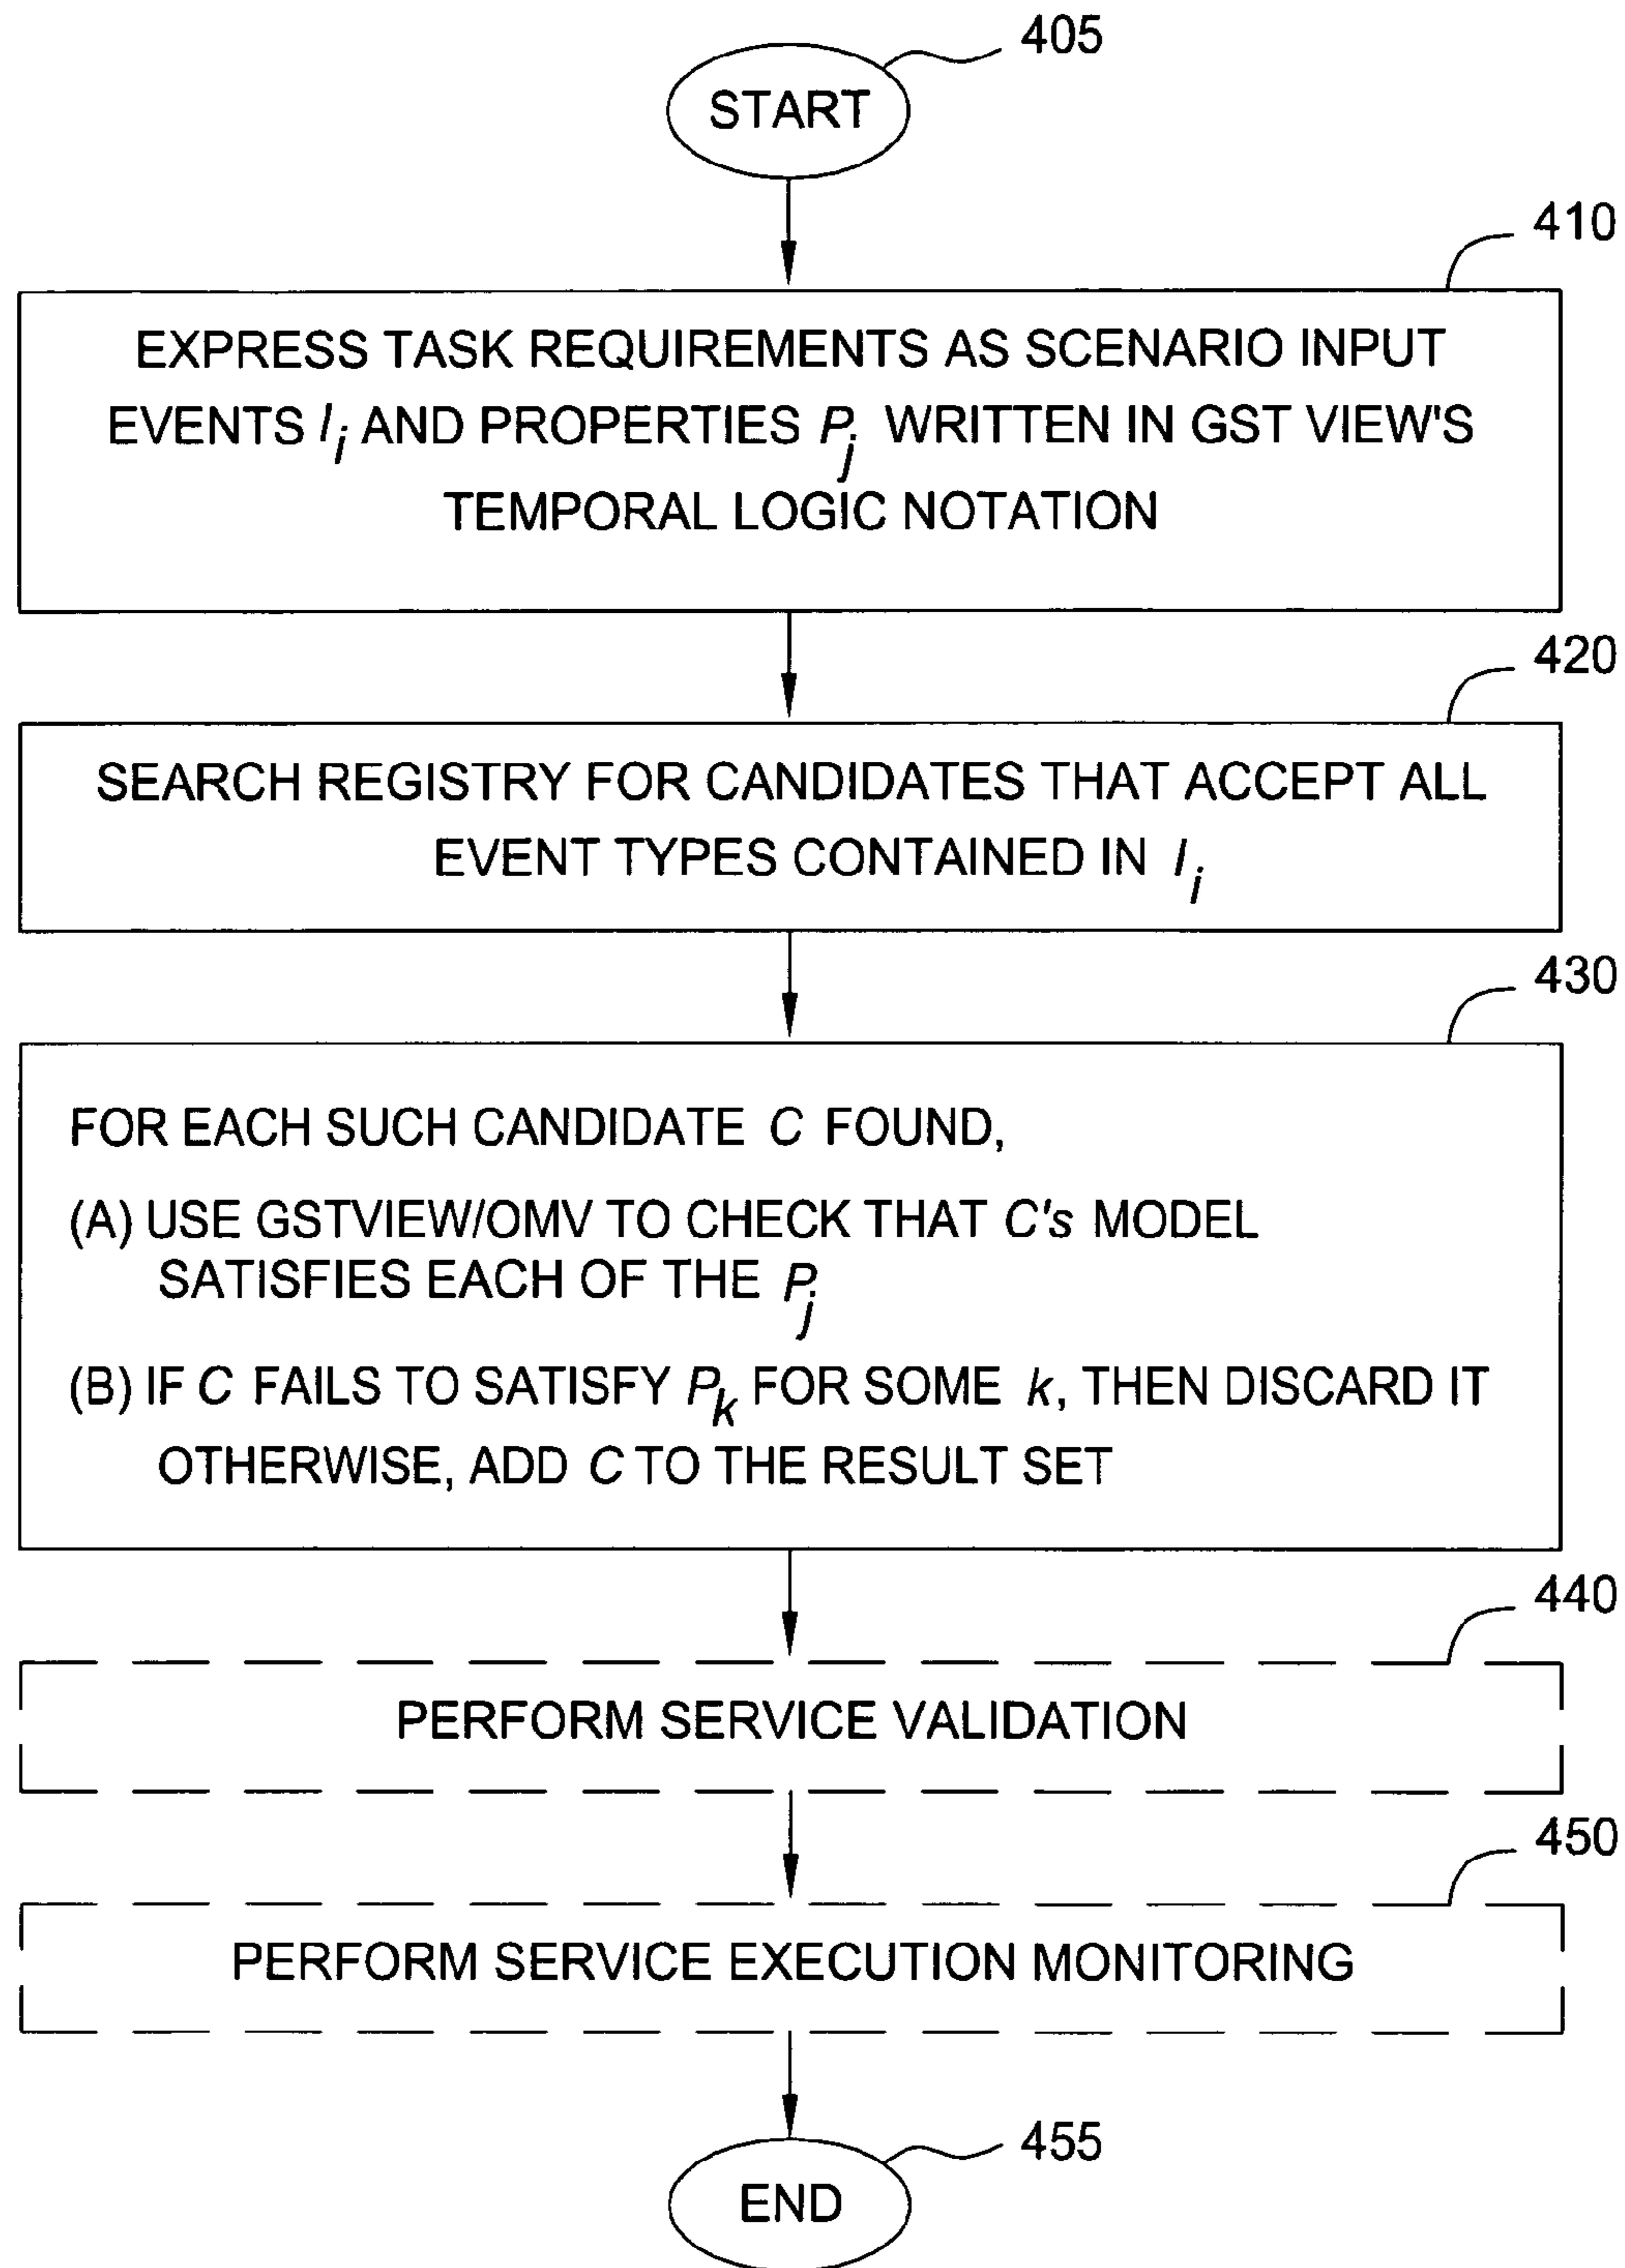 405
START
410
EXPRESS TASK REQUIREMENTS AS SCENARIO INPUT
EVENTS I_i AND PROPERTIES P_j WRITTEN IN GST VIEW'S
TEMPORAL LOGIC NOTATION
420
SEARCH REGISTRY FOR CANDIDATES THAT ACCEPT ALL
EVENT TYPES CONTAINED IN I_i
430
FOR EACH SUCH CANDIDATE C FOUND,
(A) USE GSTVIEW/OMV TO CHECK THAT C's MODEL
SATISFIES EACH OF THE P_j
(B) IF C FAILS TO SATISFY P_k FOR SOME k, THEN DISCARD IT
OTHERWISE, ADD C TO THE RESULT SET
440
PERFORM SERVICE VALIDATION
450
PERFORM SERVICE EXECUTION MONITORING
455
END